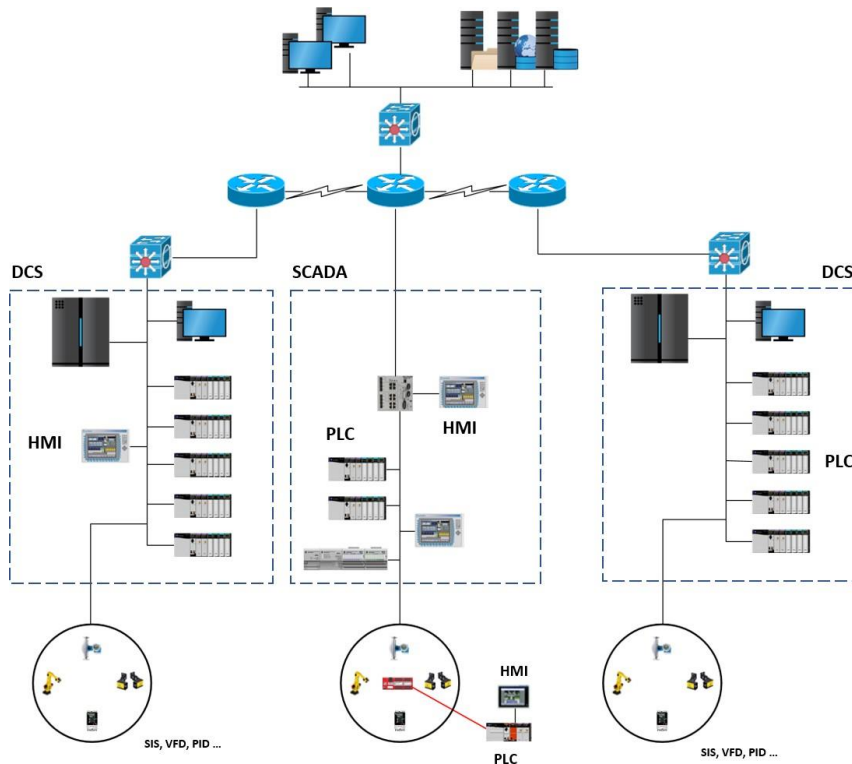 DCS
SCADA
DCS
HMI
PLC
HMI
PLC
HMI
SIS, VFD, PID ...
PLC
SIS, VFD, PID ...